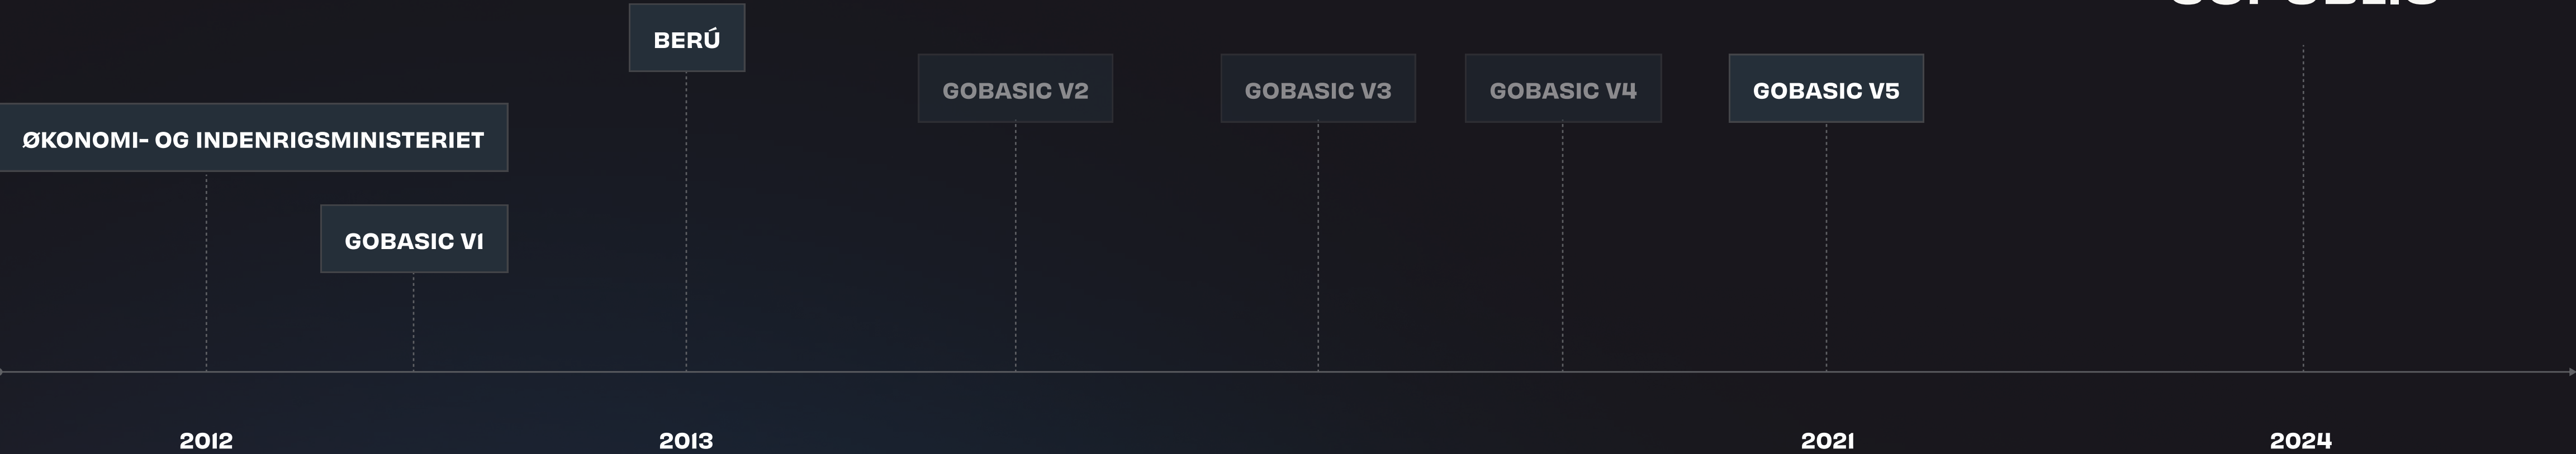 BERÚ
GOBASIC V2
GOBASIC V3
GOBASIC V4
GOBASIC V5
ØKONOMI- OG INDENRIGSMINISTERIET
GOBASIC V1
2012
2013
2021
2024